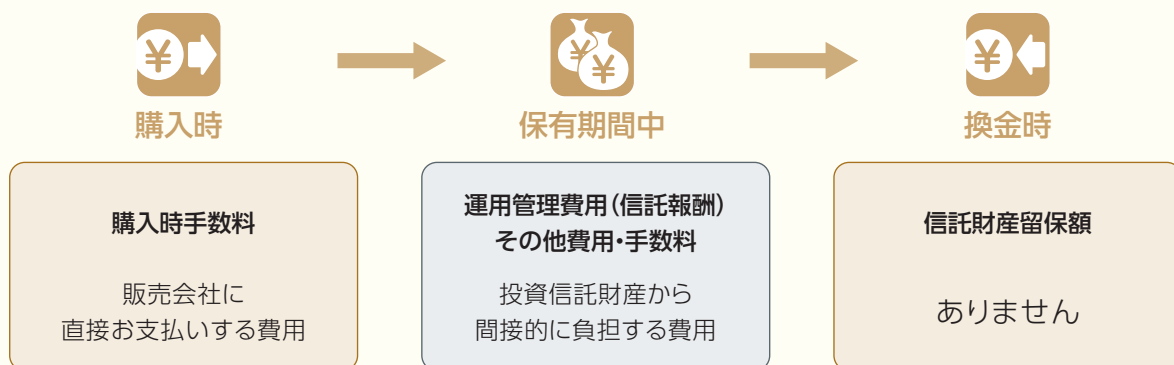 購入時
保有期間中
換金時
購入時手数料
販売会社に
直接お支払いする費用
運用管理費用(信託報酬)
その他費用・手数料
投資信託財産から
間接的に負担する費用
信託財産留保額
ありません